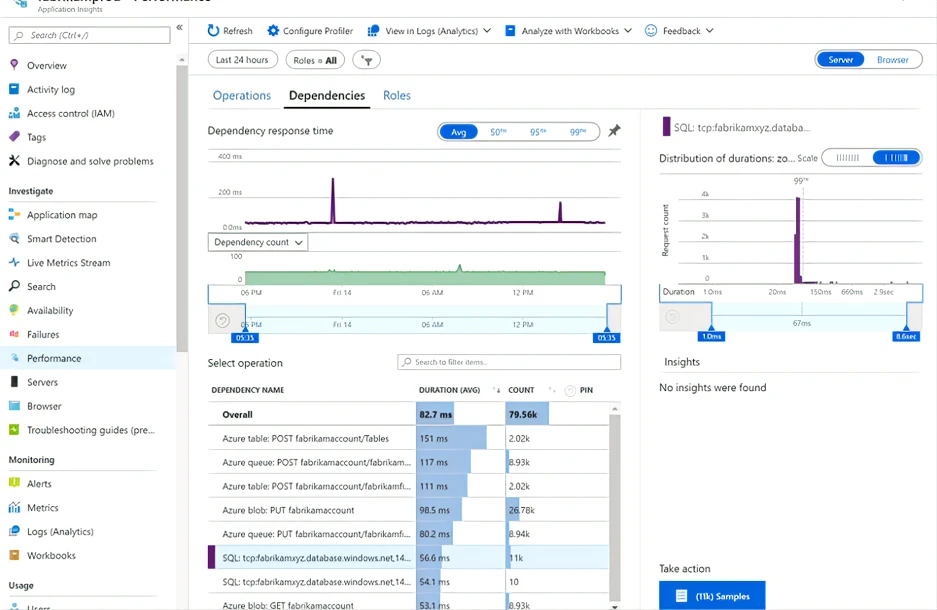 fabrikamprod - Performance
Application Insights
Search (Ctrl+/)
«
Overview
Activity log
Access control (IAM)
Tags
Diagnose and solve problems
Investigate
Application map
Smart Detection
Live Metrics Stream
Search
Availability
Failures
Performance
Servers
Browser
Troubleshooting guides (pre...
Monitoring
Alerts
Metrics
Logs (Analytics)
Workbooks
Usage
Users
Refresh
Configure Profiler
View in Logs (Analytics)
Analyze with Workbooks
Feedback
Last 24 hours
Roles = All
Server
Browser
Operations
Dependencies
Roles
Dependency response time
Avg
50TH
95TH
99TH
400 ms
200 ms
0.0ms
Dependency count
100
0
06 PM
Fri 14
06 AM
12 PM
06 PM
Fri 14
06 AM
12 PM
05:35
05:35
Select operation
Search to filter items...
DEPENDENCY NAME DURATION (AVG) COUNT PIN
Overall 82.7 ms 79.56k
Azure table: POST fabrikamaccount/Tables 151 ms 2.02k
Azure queue: POST fabrikamaccount/fabrikam... 117 ms 8.93k
Azure table: POST fabrikamaccount/fabrikamfi... 111 ms 2.02k
Azure blob: PUT fabrikamaccount 98.5 ms 26.78k
Azure queue: PUT fabrikamaccount/fabrikamfi... 80.2 ms 8.94k
SQL: tcp:fabrikamxyz.database.windows.net,14... 56.6 ms 11k
SQL: tcp:fabrikamxyz.database.windows.net,14... 54.1 ms 10
Azure blob: GET fabrikamaccount 53.1 ms 8.93k
SQL: tcp:fabrikamxyz.databa...
Distribution of durations: zo... Scale
99TH
Request count
4k
3k
2k
1k
0
Duration 1.0ms 20ms 150ms 660ms 2.9sec
67ms
1.0ms
8.6sec
Insights
No insights were found
Take action
(11k) Samples